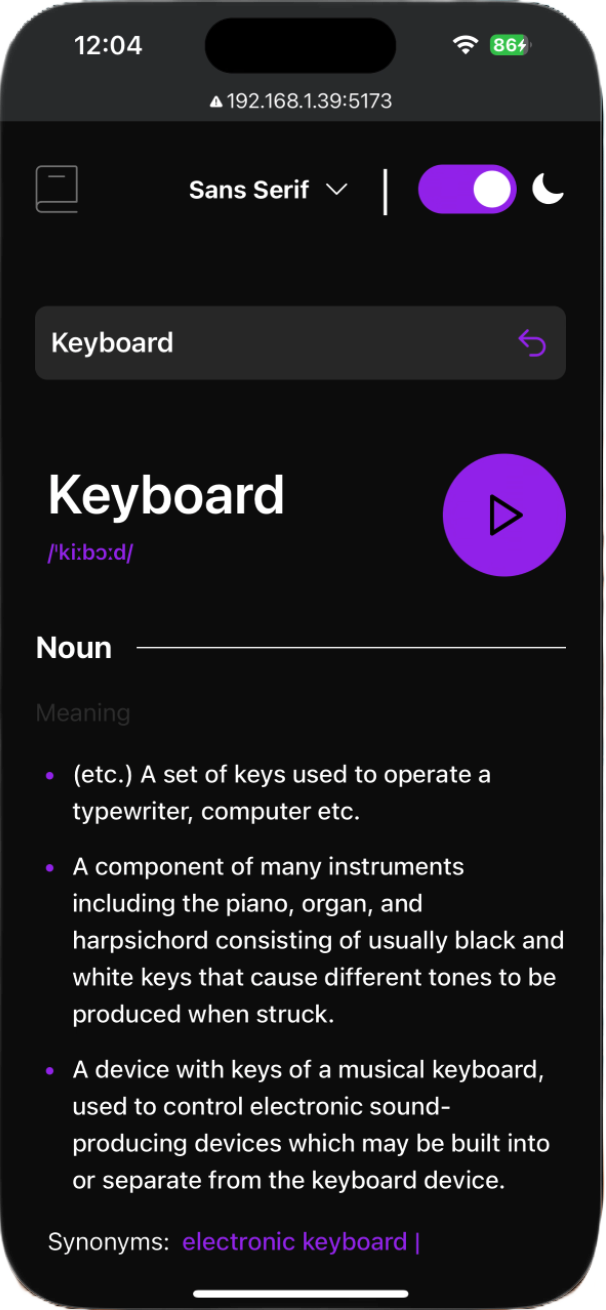 12:04
86
192.168.1.39:5173
Sans Serif
Keyboard
Keyboard
/ˈkiːbɔːd/
Noun
Meaning
• (etc.) A set of keys used to operate a
typewriter, computer etc.
• A component of many instruments
including the piano, organ, and
harpsichord consisting of usually black and
white keys that cause different tones to be
produced when struck.
• A device with keys of a musical keyboard,
used to control electronic sound-
producing devices which may be built into
or separate from the keyboard device.
Synonyms: electronic keyboard |